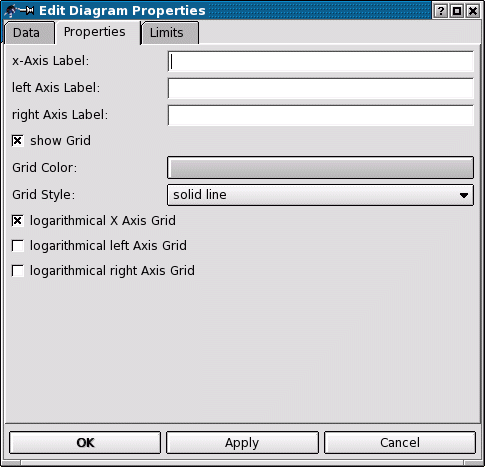 Edit Diagram Properties
Data Properties Limits
x-Axis Label:
left Axis Label:
right Axis Label:
show Grid
Grid Color:
Grid Style: solid line
logarithmical X Axis Grid
logarithmical left Axis Grid
logarithmical right Axis Grid
OK Apply Cancel